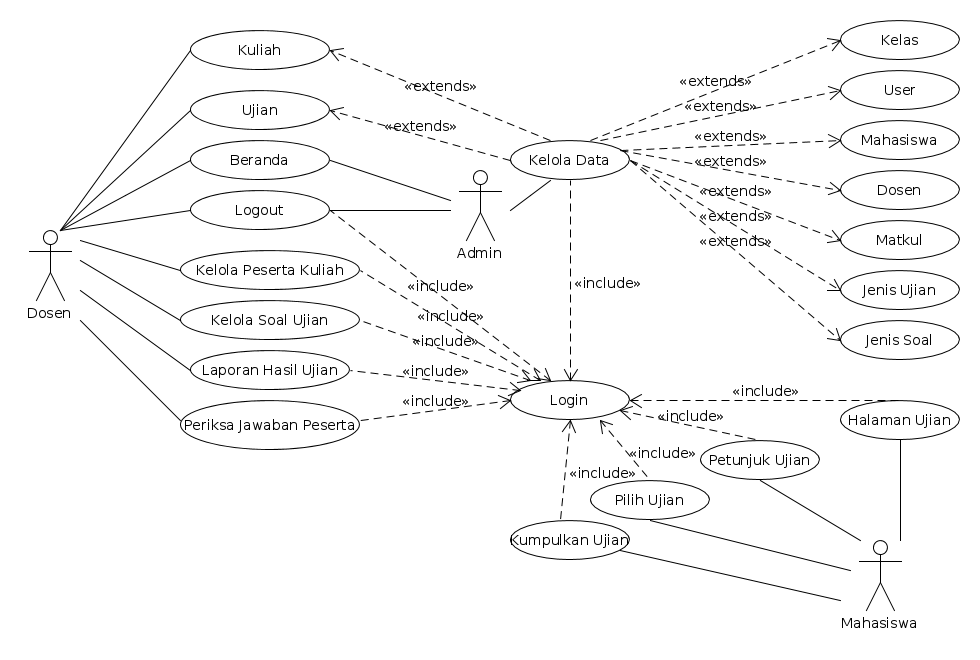 Kuliah
Kelas
«extends»
«extends»
User
Ujian
«extends»
«extends»
Mahasiswa
«extends»
Beranda
Kelola Data
«extends»
Dosen
«extends»
Logout
«extends»
Matkul
«extends»
Admin
Kelola Peserta Kuliah
«include»
«include»
Jenis Ujian
Dosen
«include»
Kelola Soal Ujian
«include»
Jenis Soal
Laporan Hasil Ujian
«include»
«include»
Login
«include»
Periksa Jawaban Peserta
«include»
Halaman Ujian
«include»
Petunjuk Ujian
«include»
Pilih Ujian
Kumpulkan Ujian
Mahasiswa